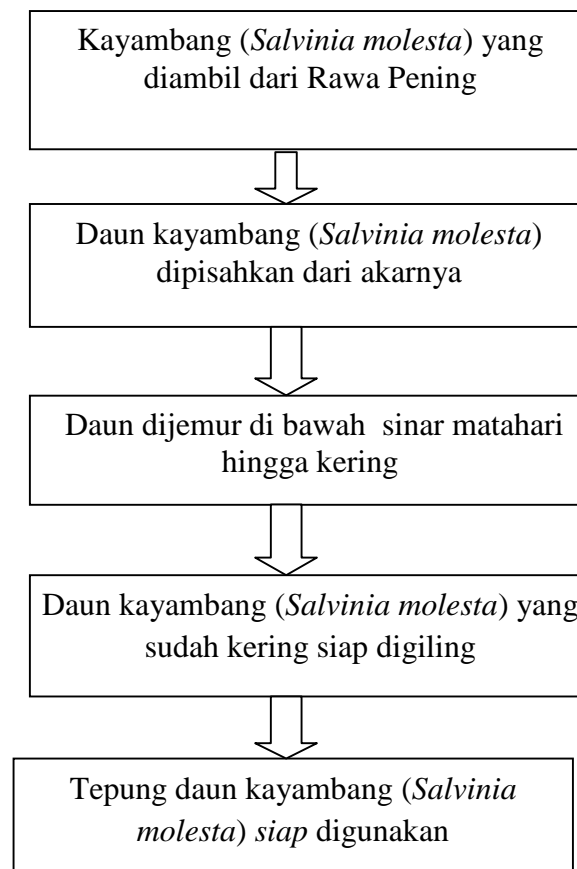 Kayambang (Salvinia molesta) yang
diambil dari Rawa Pening
Daun kayambang (Salvinia molesta)
dipisahkan dari akarnya
Daun dijemur di bawah  sinar matahari
hingga kering
Daun kayambang (Salvinia molesta) yang
sudah kering siap digiling
Tepung daun kayambang (Salvinia
molesta) siap digunakan